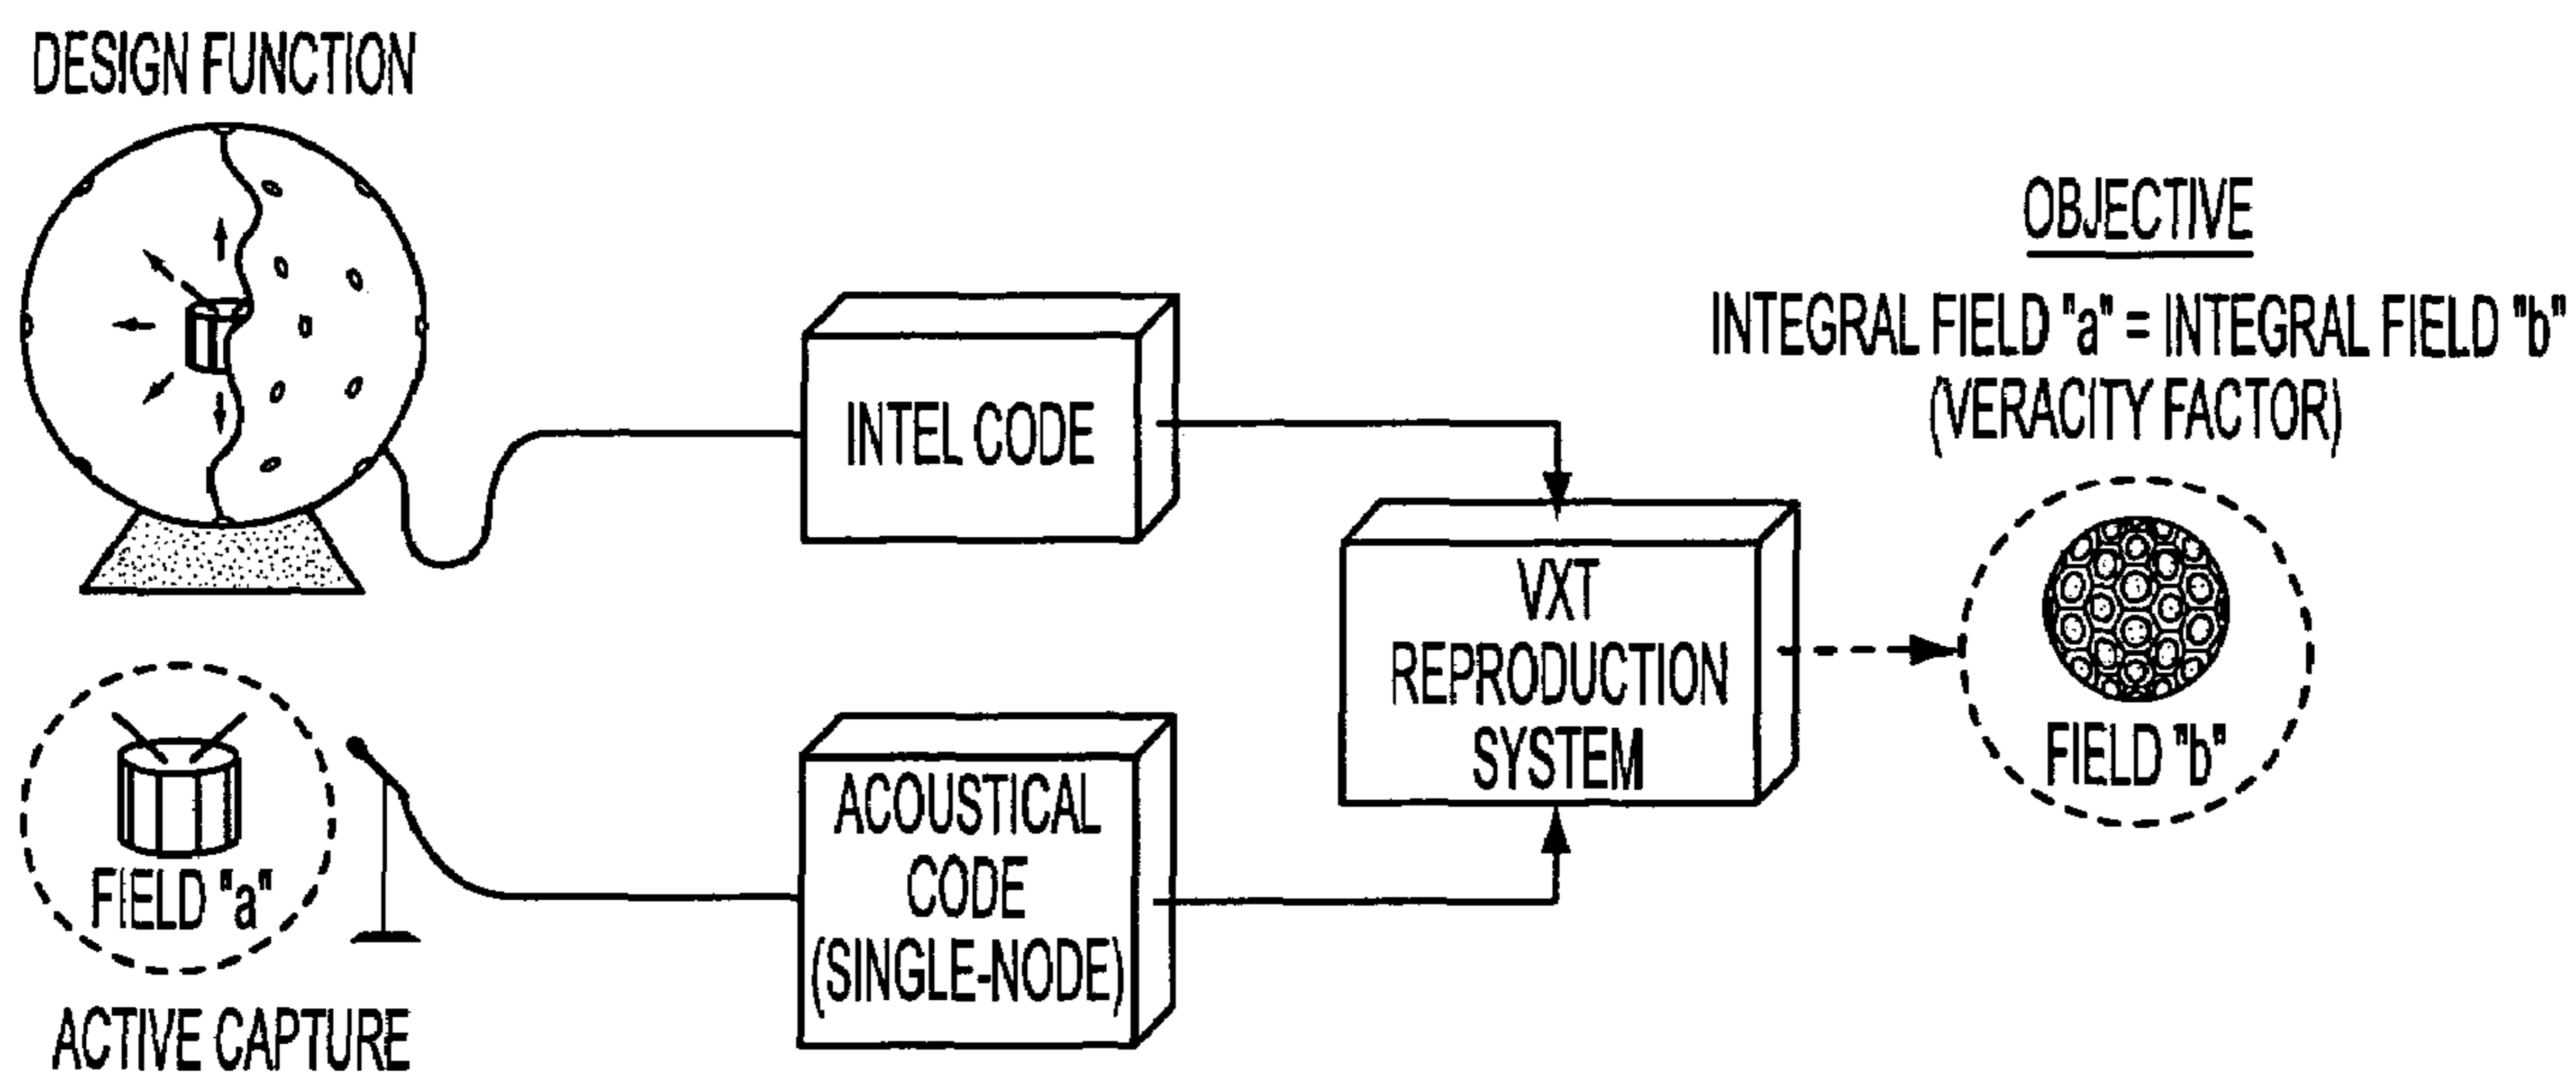 DESIGN FUNCTION
INTEL CODE
OBJECTIVE
INTEGRAL FIELD "a" = INTEGRAL FIELD "b"
(VERACITY FACTOR)
VXT
REPRODUCTION
SYSTEM
FIELD "b"
FIELD "a"
ACTIVE CAPTURE
ACOUSTICAL
CODE
(SINGLE-NODE)